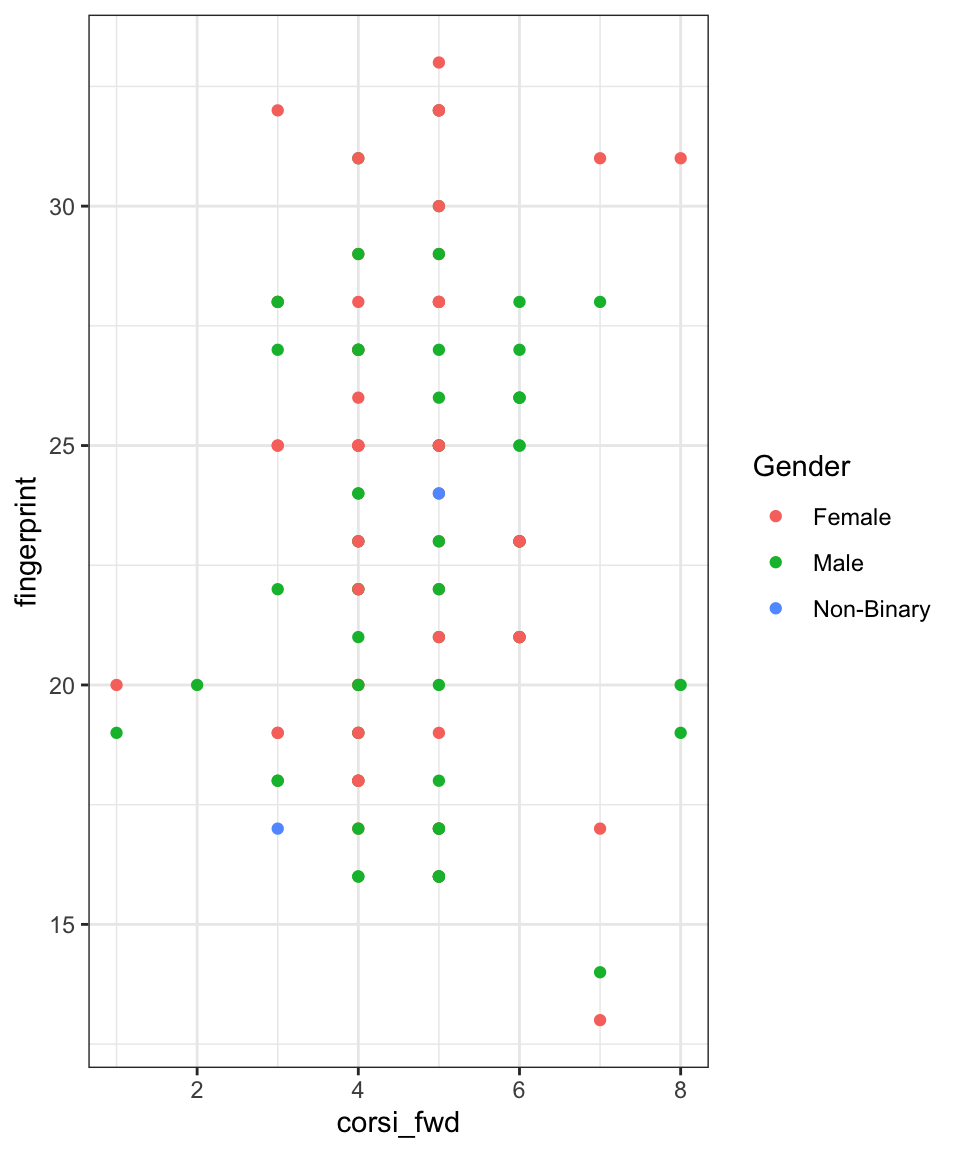 30
25
20
15
fingerprint
2 4 6 8
corsi_fwd
Gender
Female
Male
Non-Binary